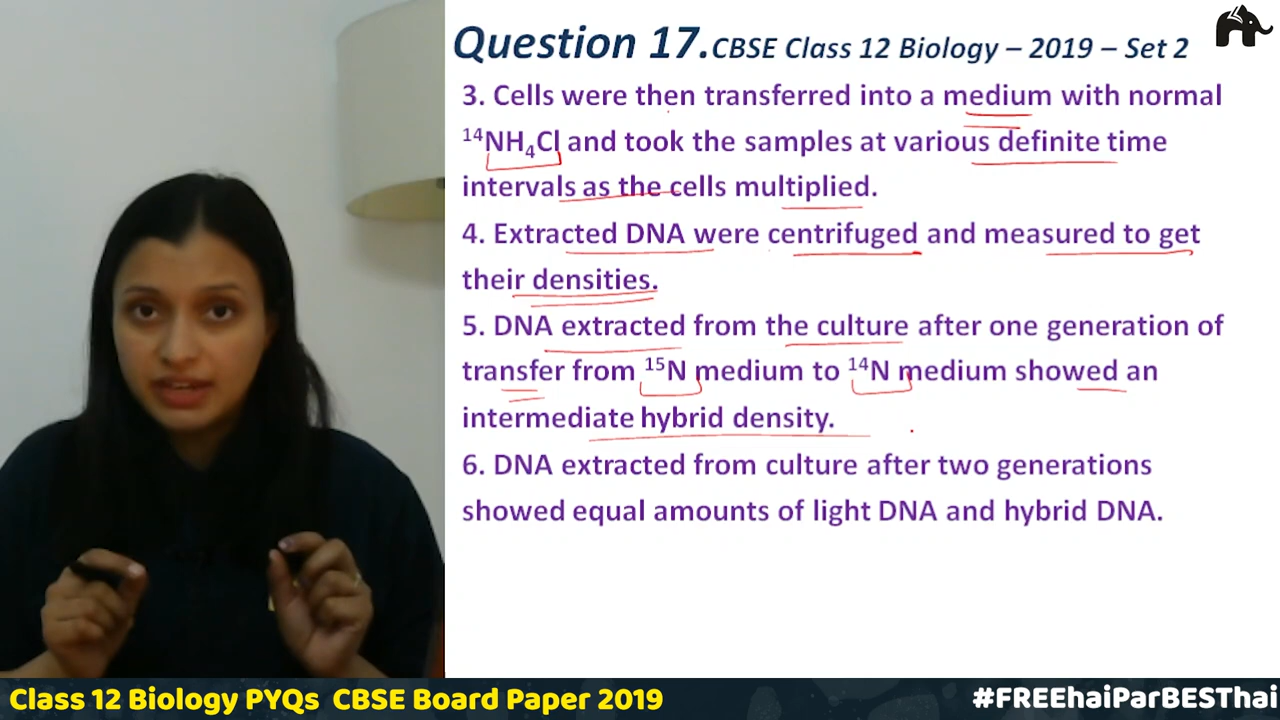 Question 17.CBSE Class 12 Biology – 2019 – Set 2
3. Cells were then transferred into a medium with normal
¹⁴NH₄Cl and took the samples at various definite time
intervals as the cells multiplied.
4. Extracted DNA were centrifuged and measured to get
their densities.
5. DNA extracted from the culture after one generation of
transfer from ¹⁵N medium to ¹⁴N medium showed an
intermediate hybrid density.
6. DNA extracted from culture after two generations
showed equal amounts of light DNA and hybrid DNA.
Class 12 Biology PYQs CBSE Board Paper 2019
#FREEhaiParBESThai